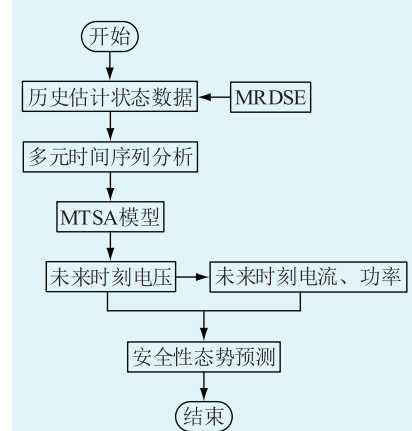 开始
历史估计状态数据
MRDSE
多元时间序列分析
MTSA模型
未来时刻电压
未来时刻电流、功率
安全性态势预测
结束